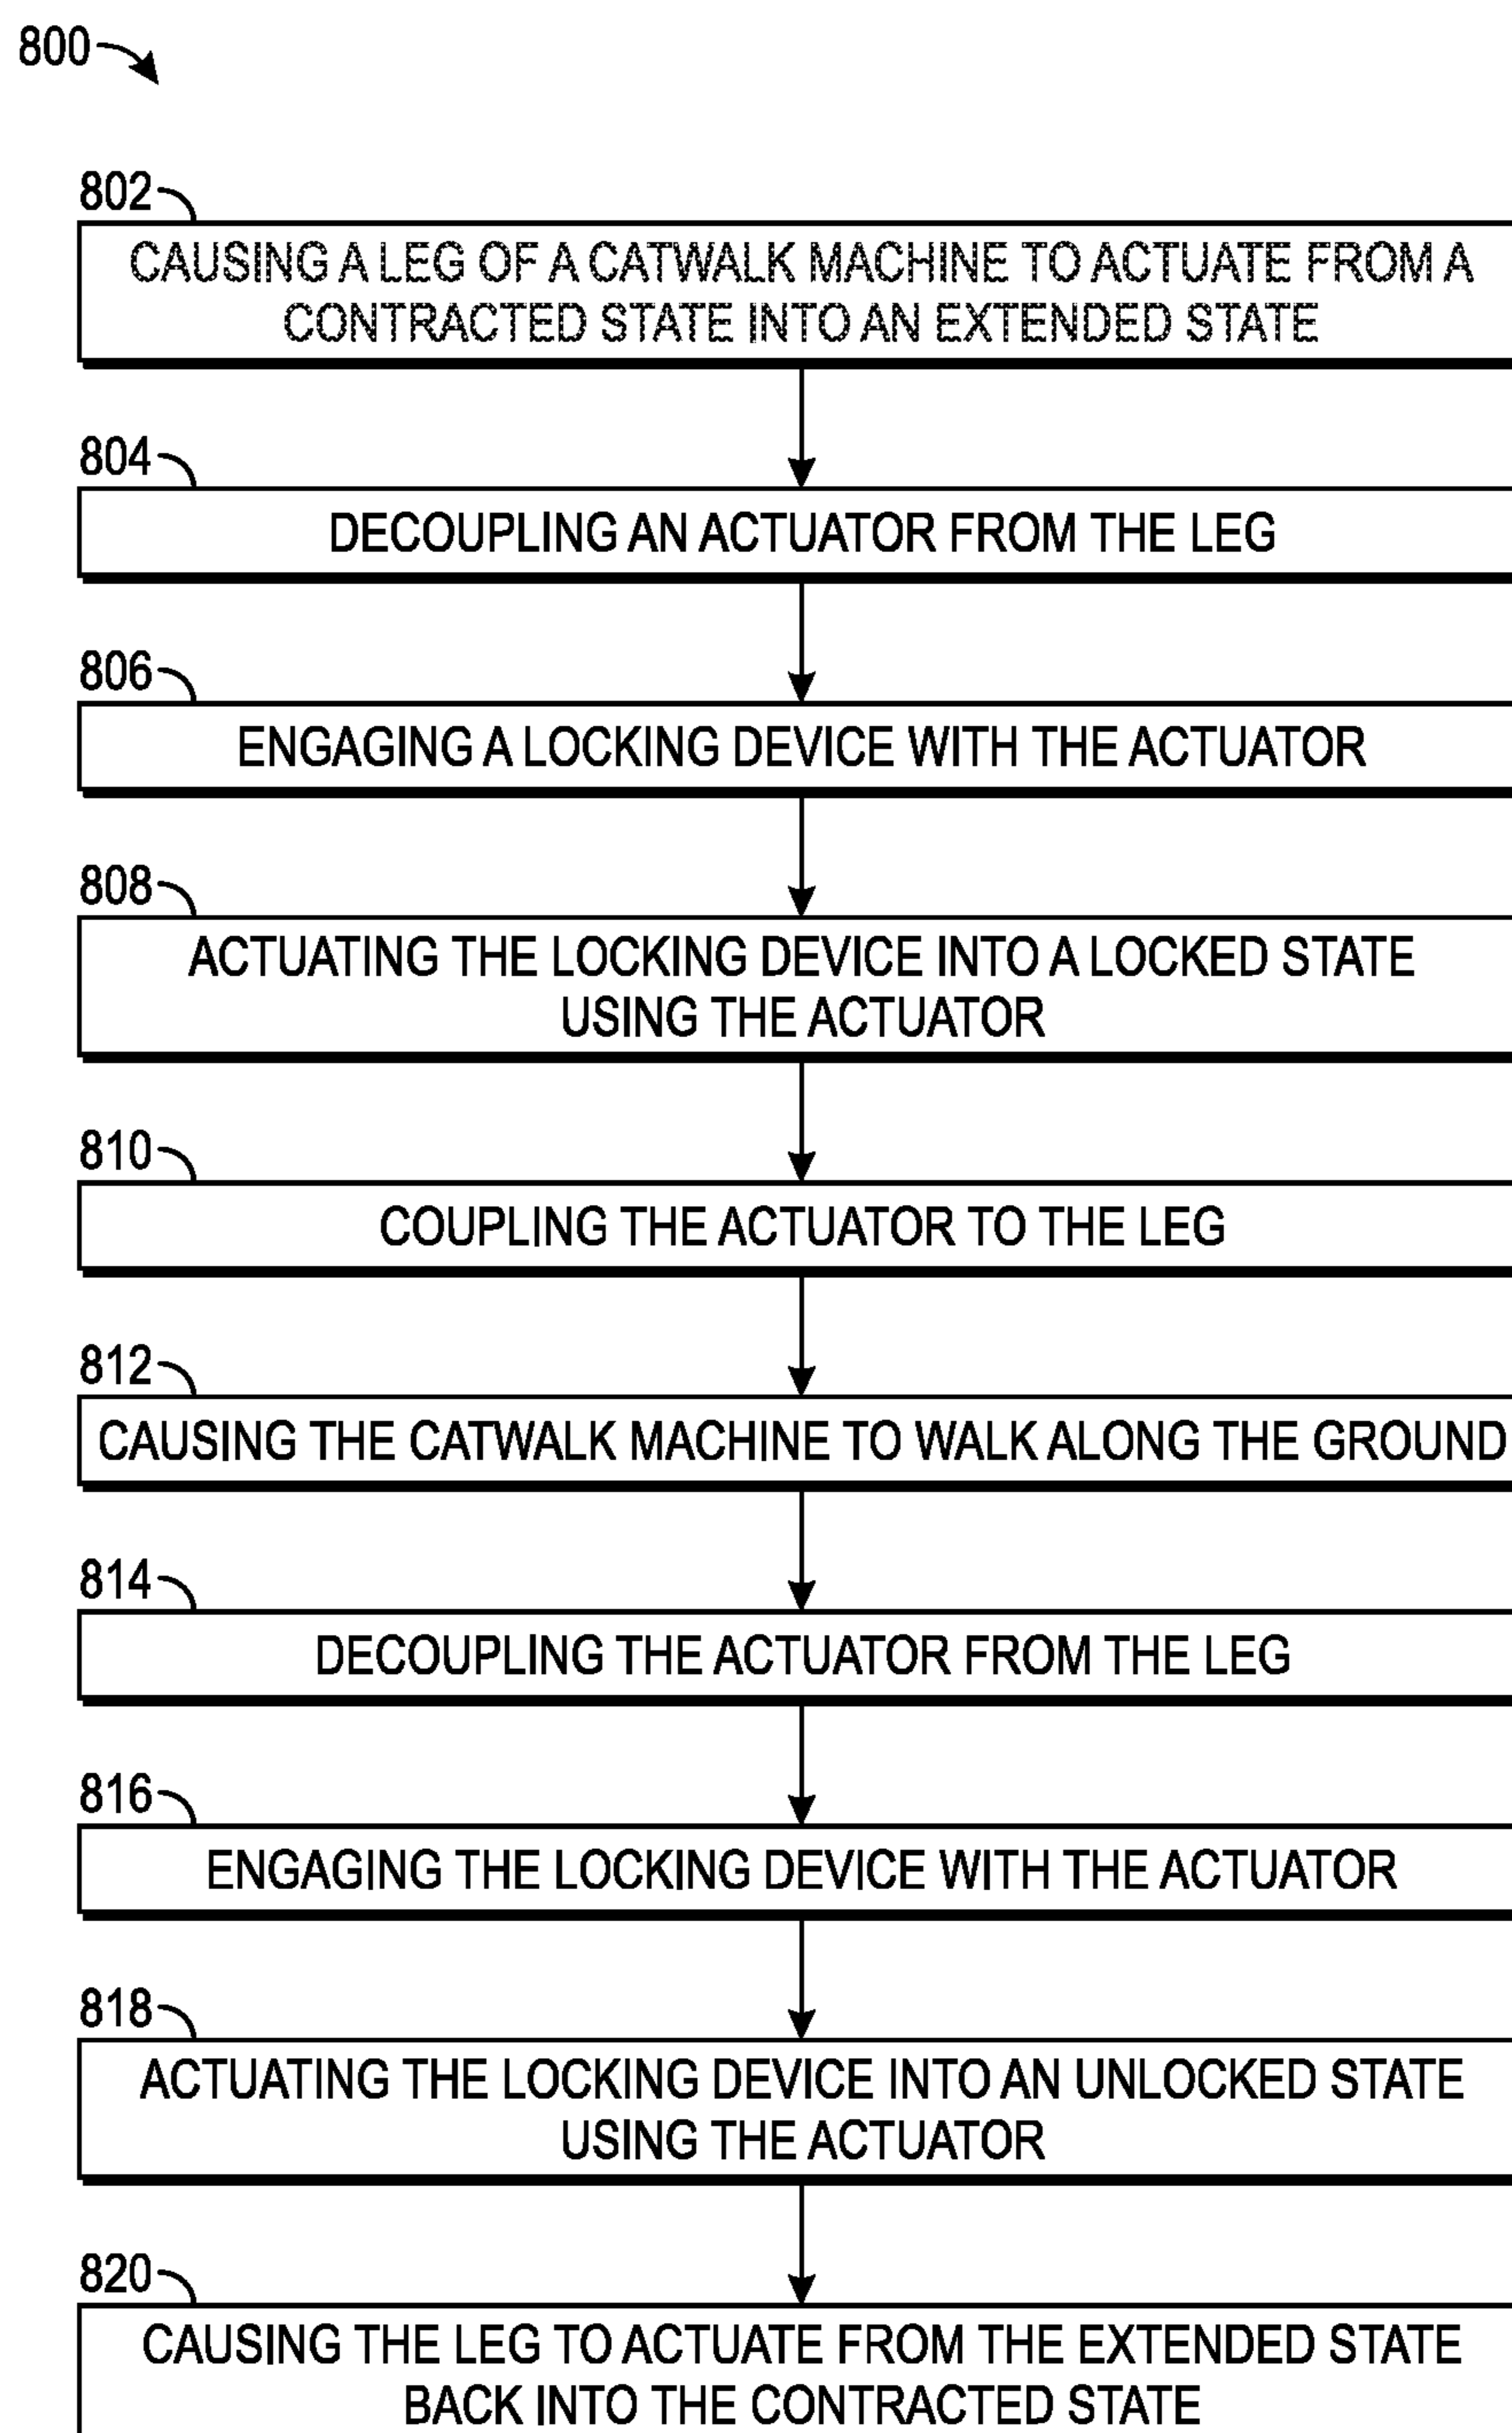 800
802
CAUSING A LEG OF A CATWALK MACHINE TO ACTUATE FROM A
CONTRACTED STATE INTO AN EXTENDED STATE
804
DECOUPLING AN ACTUATOR FROM THE LEG
806
ENGAGING A LOCKING DEVICE WITH THE ACTUATOR
808
ACTUATING THE LOCKING DEVICE INTO A LOCKED STATE
USING THE ACTUATOR
810
COUPLING THE ACTUATOR TO THE LEG
812
CAUSING THE CATWALK MACHINE TO WALK ALONG THE GROUND
814
DECOUPLING THE ACTUATOR FROM THE LEG
816
ENGAGING THE LOCKING DEVICE WITH THE ACTUATOR
818
ACTUATING THE LOCKING DEVICE INTO AN UNLOCKED STATE
USING THE ACTUATOR
820
CAUSING THE LEG TO ACTUATE FROM THE EXTENDED STATE
BACK INTO THE CONTRACTED STATE